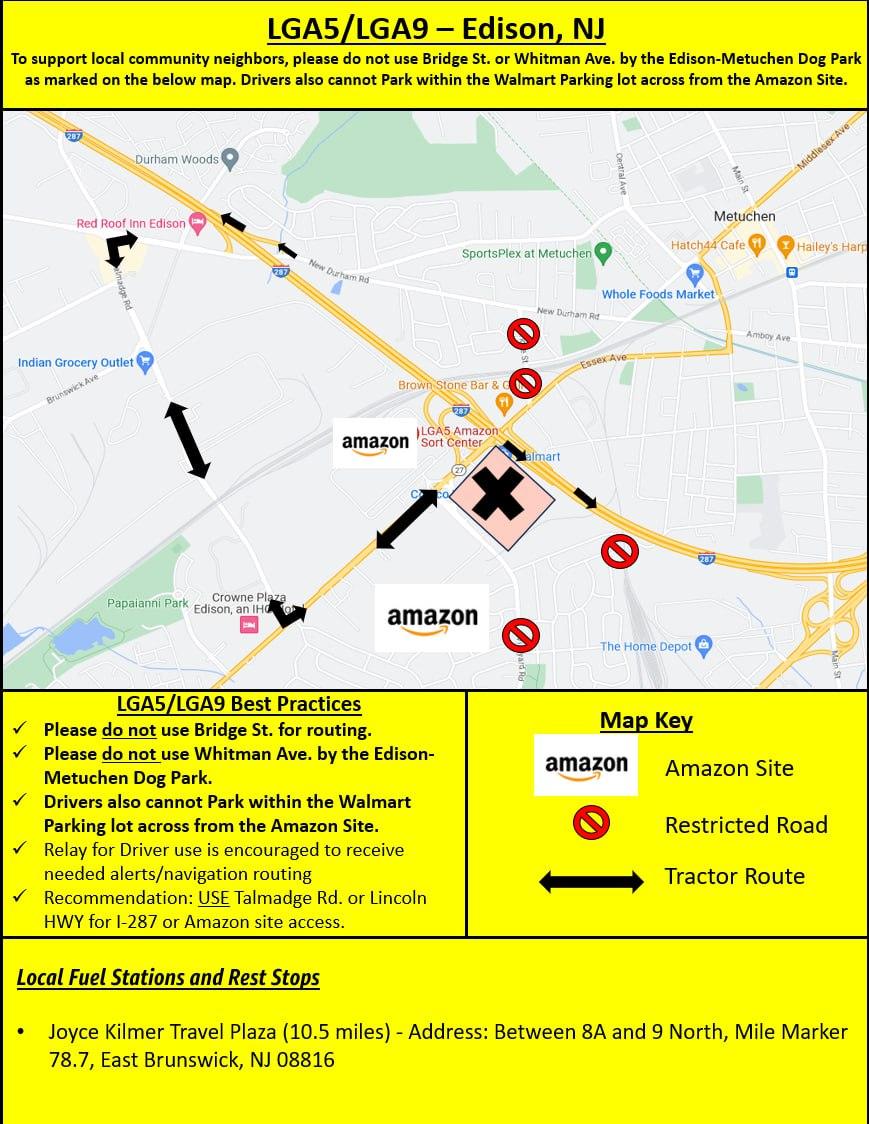 LGA5/LGA9 – Edison, NJ
To support local community neighbors, please do not use Bridge St. or Whitman Ave. by the Edison-Metuchen Dog Park
as marked on the below map. Drivers also cannot Park within the Walmart Parking lot across from the Amazon Site.
287
Durham Woods
Central Ave
Main St
Middlesex Ave
Metuchen
Red Roof Inn Edison
SportsPlex at Metuchen
Hatch44 Cafe
Hailey's Harp
287
New Durham Rd
Whole Foods Market
New Durham Rd
Amboy Ave
Indian Grocery Outlet
Essex Ave
Brunswick Ave
Brown Stone Bar & G
287
amazon
LGA5 Amazon
Sort Center
27
287
Papaianni Park
Crowne Plaza
Edison, an IHG
amazon
The Home Depot
Main St
LGA5/LGA9 Best Practices
✓ Please do not use Bridge St. for routing.
✓ Please do not use Whitman Ave. by the Edison-
Metuchen Dog Park.
✓ Drivers also cannot Park within the Walmart
Parking lot across from the Amazon Site.
✓ Relay for Driver use is encouraged to receive
needed alerts/navigation routing
✓ Recommendation: USE Talmadge Rd. or Lincoln
HWY for I-287 or Amazon site access.
Map Key
amazon Amazon Site
Restricted Road
Tractor Route
Local Fuel Stations and Rest Stops
• Joyce Kilmer Travel Plaza (10.5 miles) - Address: Between 8A and 9 North, Mile Marker
78.7, East Brunswick, NJ 08816